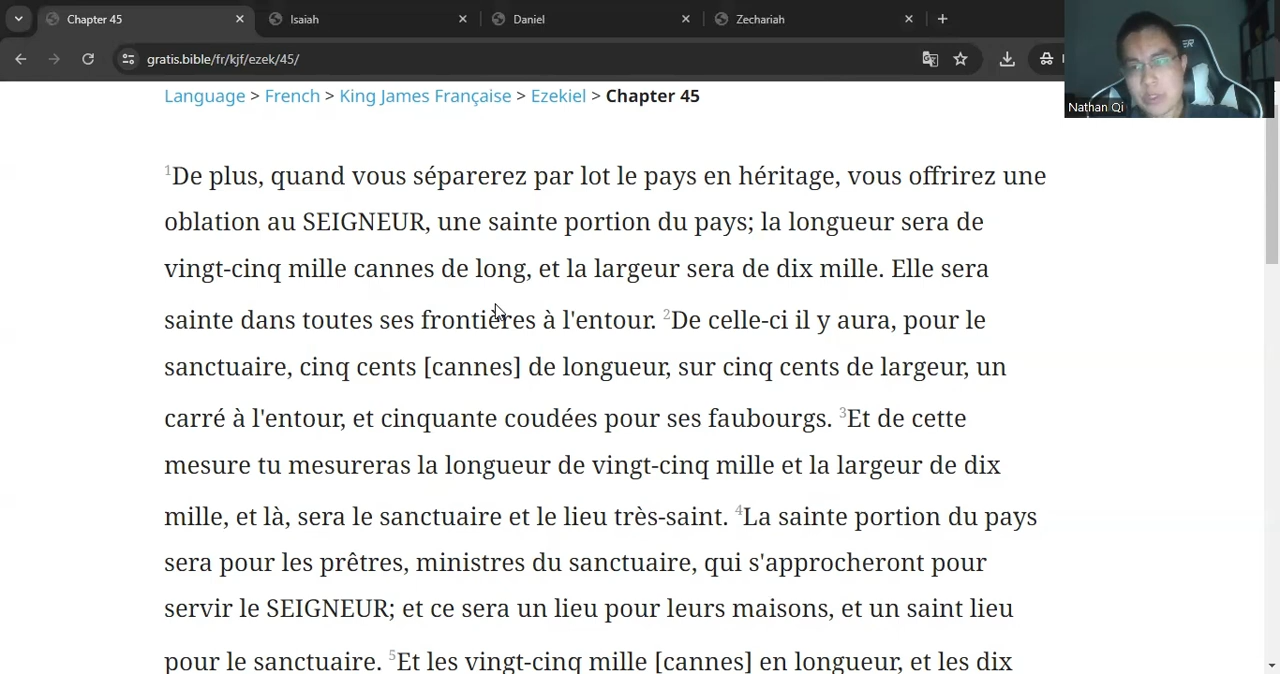 Chapter 45
Isaiah
Daniel
Zechariah
gratis.bible/fr/kjf/ezek/45/
Nathan Qi
Language > French > King James Française > Ezekiel > Chapter 45
1De plus, quand vous séparerez par lot le pays en héritage, vous offrirez une
oblation au SEIGNEUR, une sainte portion du pays; la longueur sera de
vingt-cinq mille cannes de long, et la largeur sera de dix mille. Elle sera
sainte dans toutes ses frontières à l'entour. 2De celle-ci il y aura, pour le
sanctuaire, cinq cents [cannes] de longueur, sur cinq cents de largeur, un
carré à l'entour, et cinquante coudées pour ses faubourgs. 3Et de cette
mesure tu mesureras la longueur de vingt-cinq mille et la largeur de dix
mille, et là, sera le sanctuaire et le lieu très-saint. 4La sainte portion du pays
sera pour les prêtres, ministres du sanctuaire, qui s'approcheront pour
servir le SEIGNEUR; et ce sera un lieu pour leurs maisons, et un saint lieu
pour le sanctuaire. 5Et les vingt-cinq mille [cannes] en longueur, et les dix